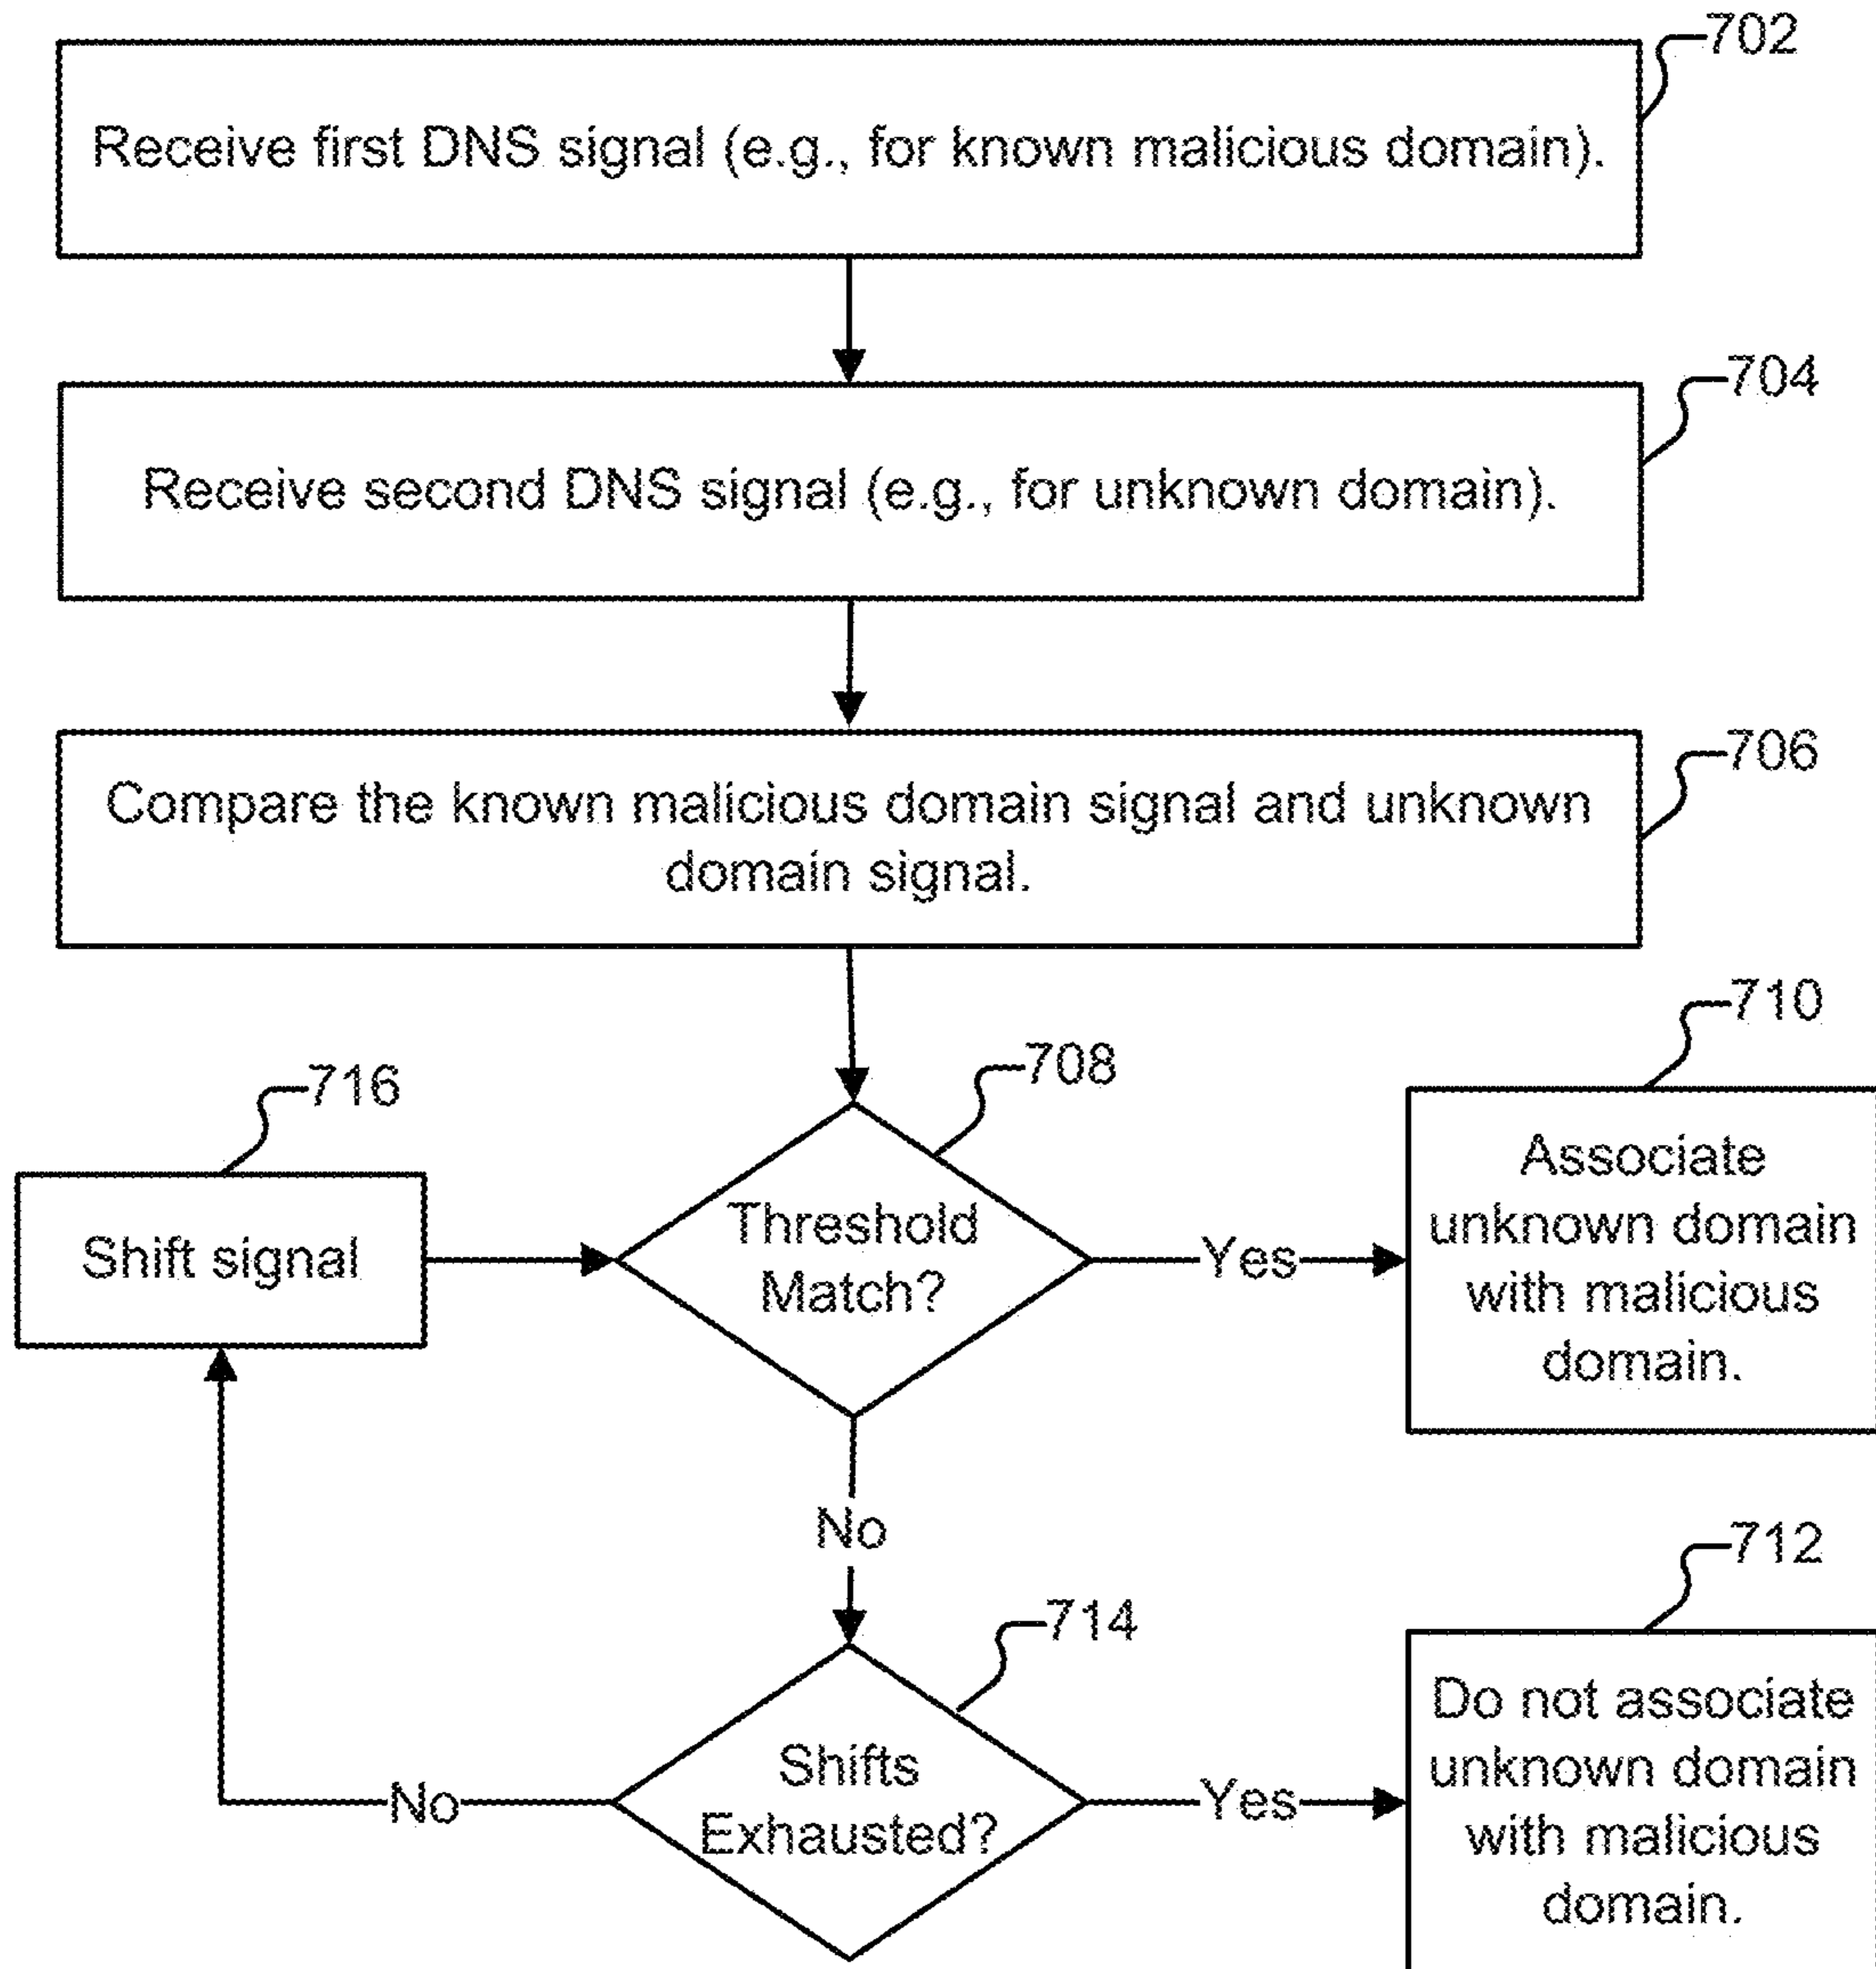 702
Receive first DNS signal (e.g., for known malicious domain).
704
Receive second DNS signal (e.g., for unknown domain).
706
Compare the known malicious domain signal and unknown
domain signal.
708
Threshold
Match?
Yes
710
Associate
unknown domain
with malicious
domain.
716
Shift signal
No
714
Shifts
Exhausted?
No
Yes
712
Do not associate
unknown domain
with malicious
domain.